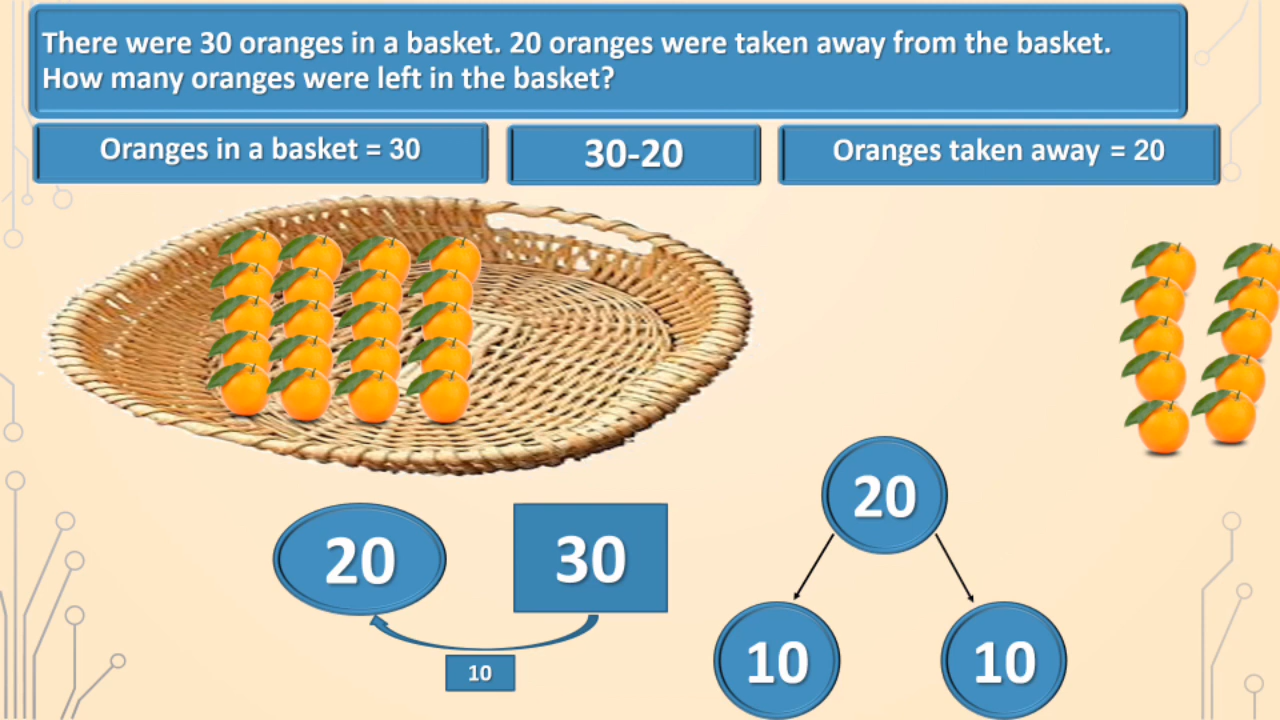 There were 30 oranges in a basket. 20 oranges were taken away from the basket.
How many oranges were left in the basket?
Oranges in a basket = 30
30-20
Oranges taken away = 20
20
30
10
20
10
10